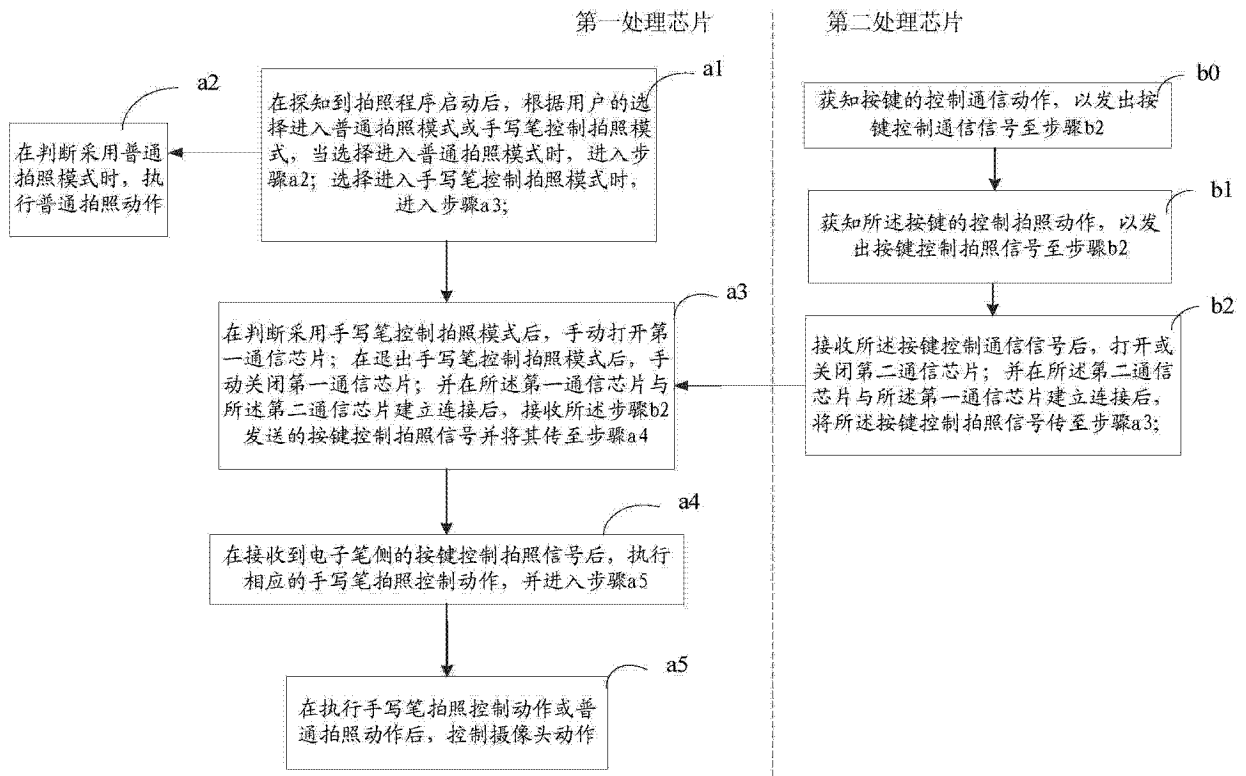 第一处理芯片
第二处理芯片
a1
在探知到拍照程序启动后，根据用户的选
择进入普通拍照模式或手写笔控制拍照模
式，当选择进入普通拍照模式时，进入步
骤a2；选择进入手写笔控制拍照模式时，
进入步骤a3；
a2
在判断采用普通
拍照模式时，执
行普通拍照动作
a3
在判断采用手写笔控制拍照模式后，手动打开第
一通信芯片；在退出手写笔控制拍照模式后，手
动关闭第一通信芯片；并在所述第一通信芯片与
所述第二通信芯片建立连接后，接收所述步骤b2
发送的按键控制拍照信号并将其传至步骤a4
a4
在接收到电子笔侧的按键控制拍照信号后，执行
相应的手写笔拍照控制动作，并进入步骤a5
a5
在执行手写笔拍照控制动作或普
通拍照动作后，控制摄像头动作
b0
获知按键的控制通信动作，以发出按
键控制通信信号至步骤b2
b1
获知所述按键的控制拍照动作，以发
出按键控制拍照信号至步骤b2
b2
接收所述按键控制通信信号后，打开或
关闭第二通信芯片；并在所述第二通信
芯片与所述第一通信芯片建立连接后，
将所述按键控制拍照信号传至步骤a3；